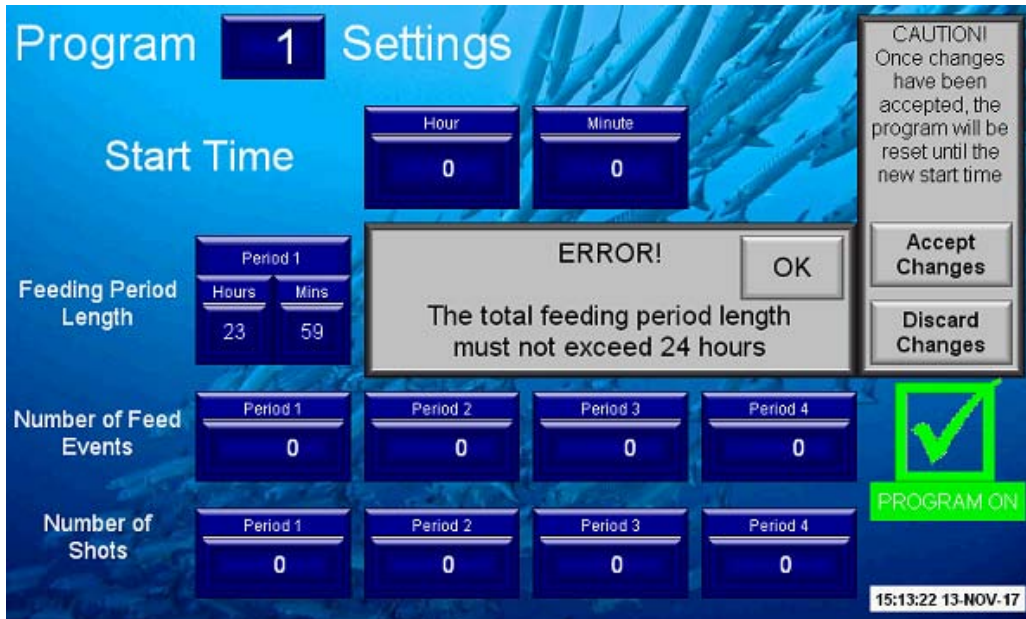 Program 1 Settings
CAUTION!
Once changes
have been
accepted, the
program will be
reset until the
new start time
Hour Minute
Start Time
0 0
Accept
Changes
Discard
Changes
Period 1
Feeding Period
Length
Hours Mins
23 59
ERROR!
OK
The total feeding period length
must not exceed 24 hours
Number of Feed
Events
Period 1 Period 2 Period 3 Period 4
0 0 0 0
PROGRAM ON
Number of
Shots
Period 1 Period 2 Period 3 Period 4
0 0 0 0
15:13:22 13-NOV-17